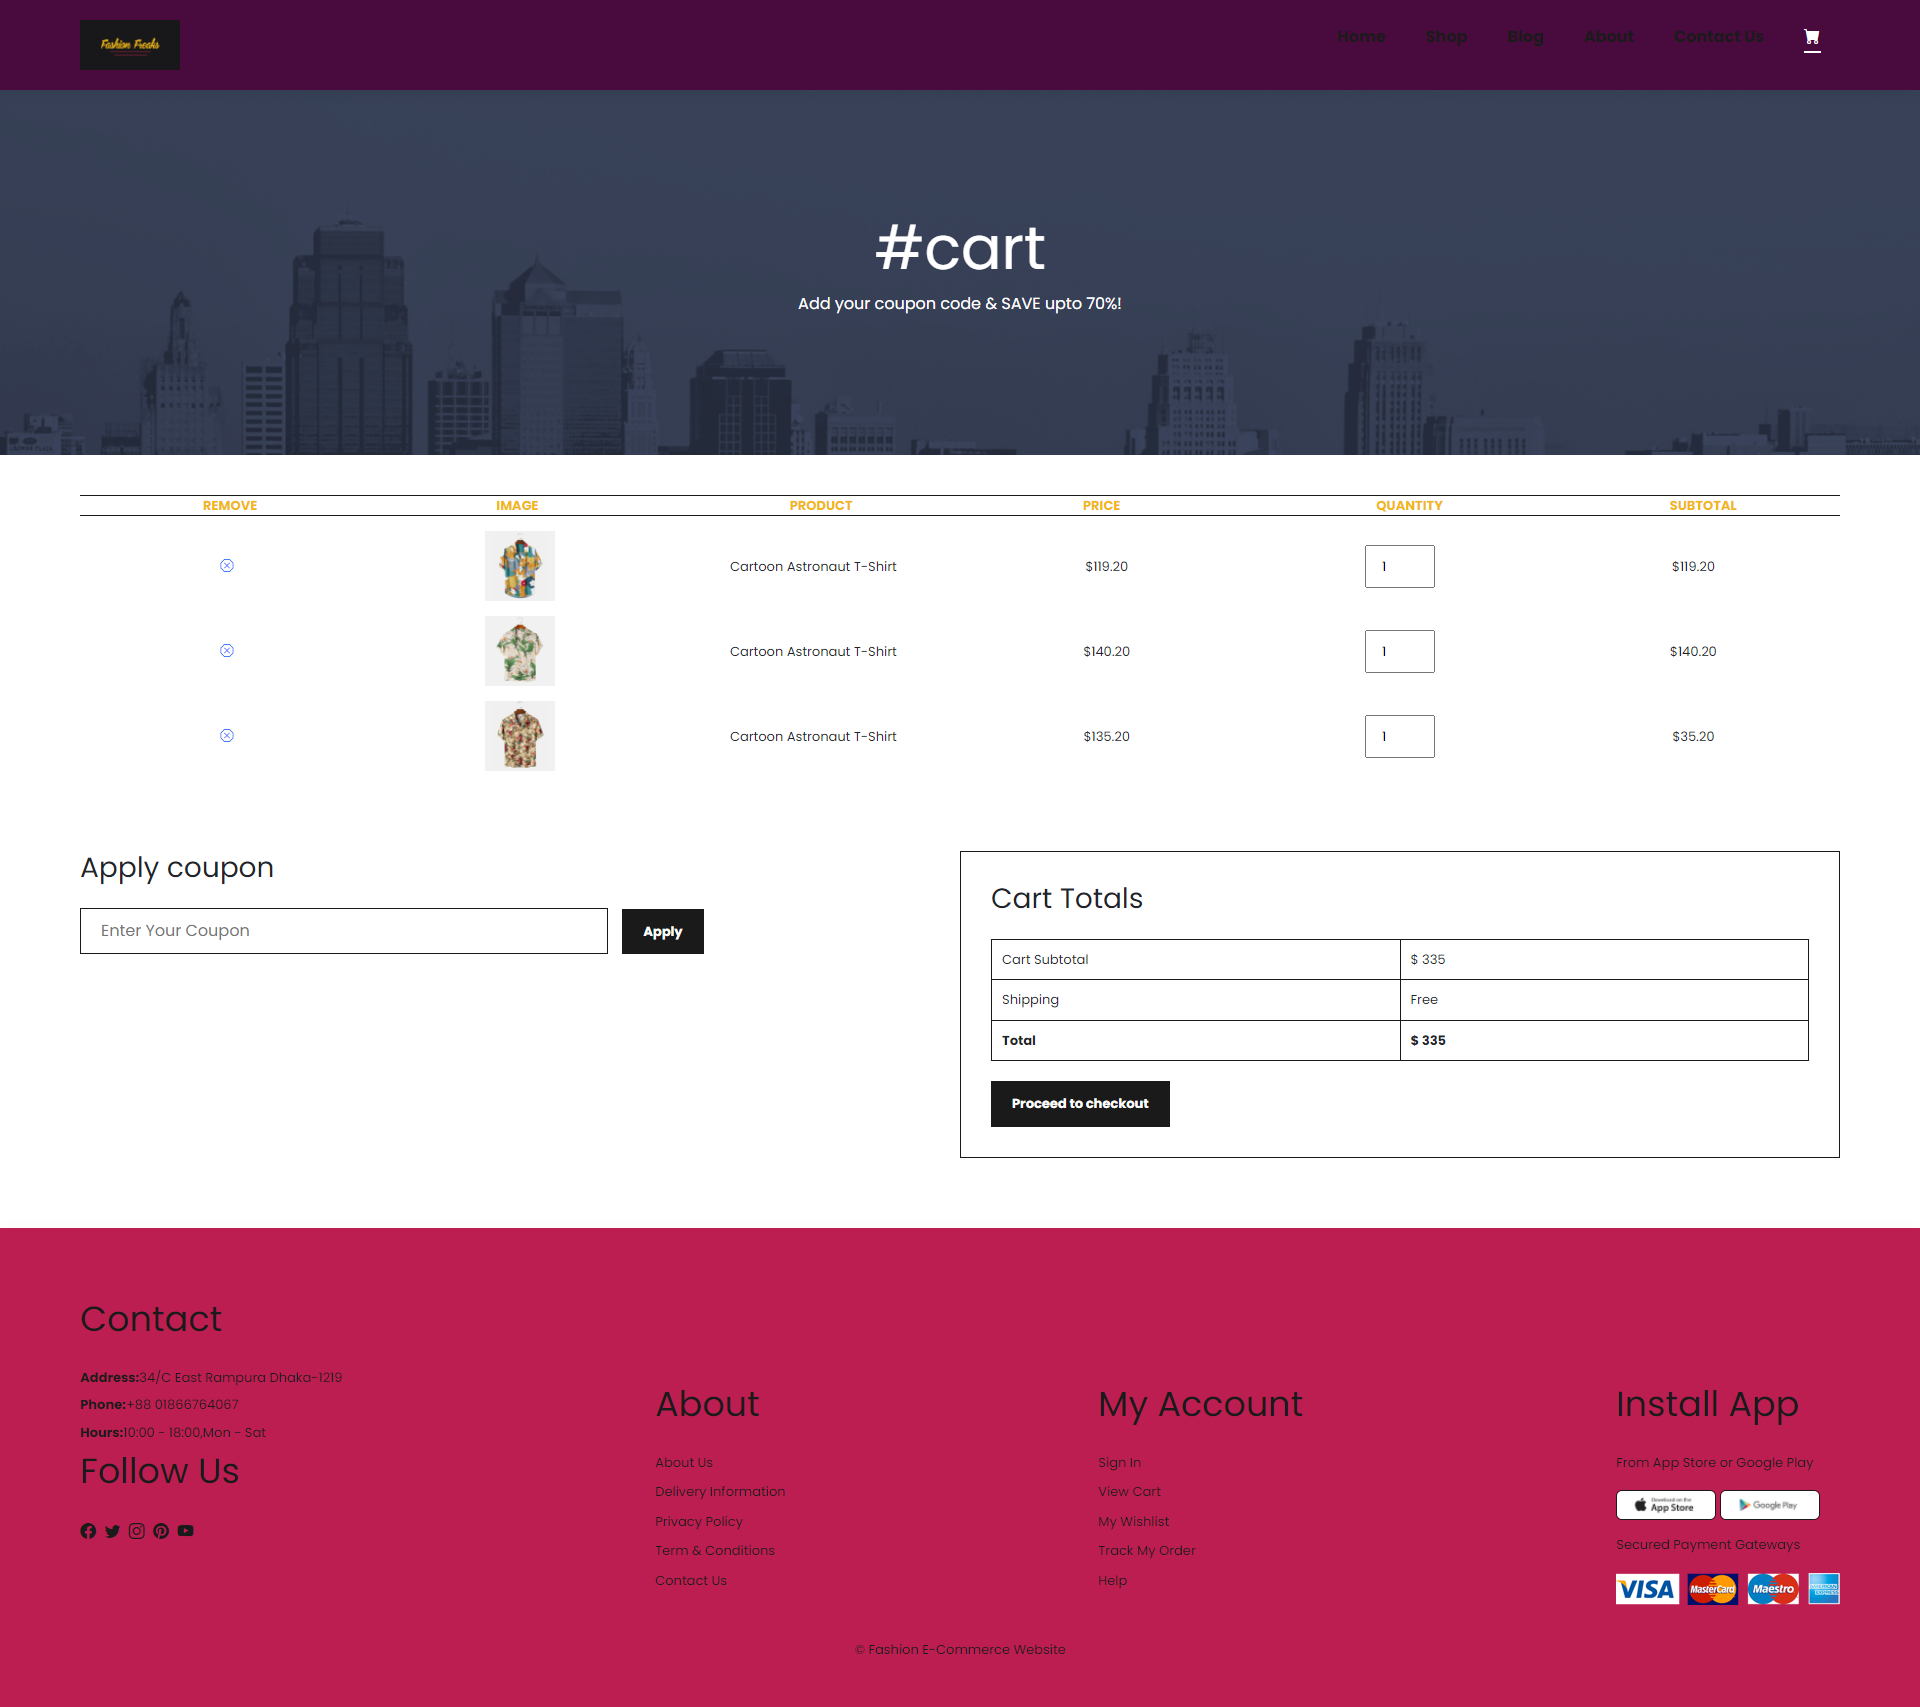 Fashion Freaks
Home Shop Blog About Contact Us
#cart
Add your coupon code & SAVE upto 70%!
REMOVE IMAGE PRODUCT PRICE QUANTITY SUBTOTAL
Cartoon Astronaut T-Shirt $119.20 1 $119.20
Cartoon Astronaut T-Shirt $140.20 1 $140.20
Cartoon Astronaut T-Shirt $135.20 1 $35.20
Apply coupon
Enter Your Coupon Apply
Cart Totals
Cart Subtotal $ 335
Shipping Free
Total $ 335
Proceed to checkout
Contact
Address:34/C East Rampura Dhaka-1219
Phone:+88 01866764067
Hours:10:00 - 18:00,Mon - Sat
Follow Us
About
About Us
Delivery Information
Privacy Policy
Term & Conditions
Contact Us
My Account
Sign In
View Cart
My Wishlist
Track My Order
Help
Install App
From App Store or Google Play
Download on the
App Store
Google Play
Secured Payment Gateways
VISA MasterCard Maestro AMERICAN EXPRESS
© Fashion E-Commerce Website